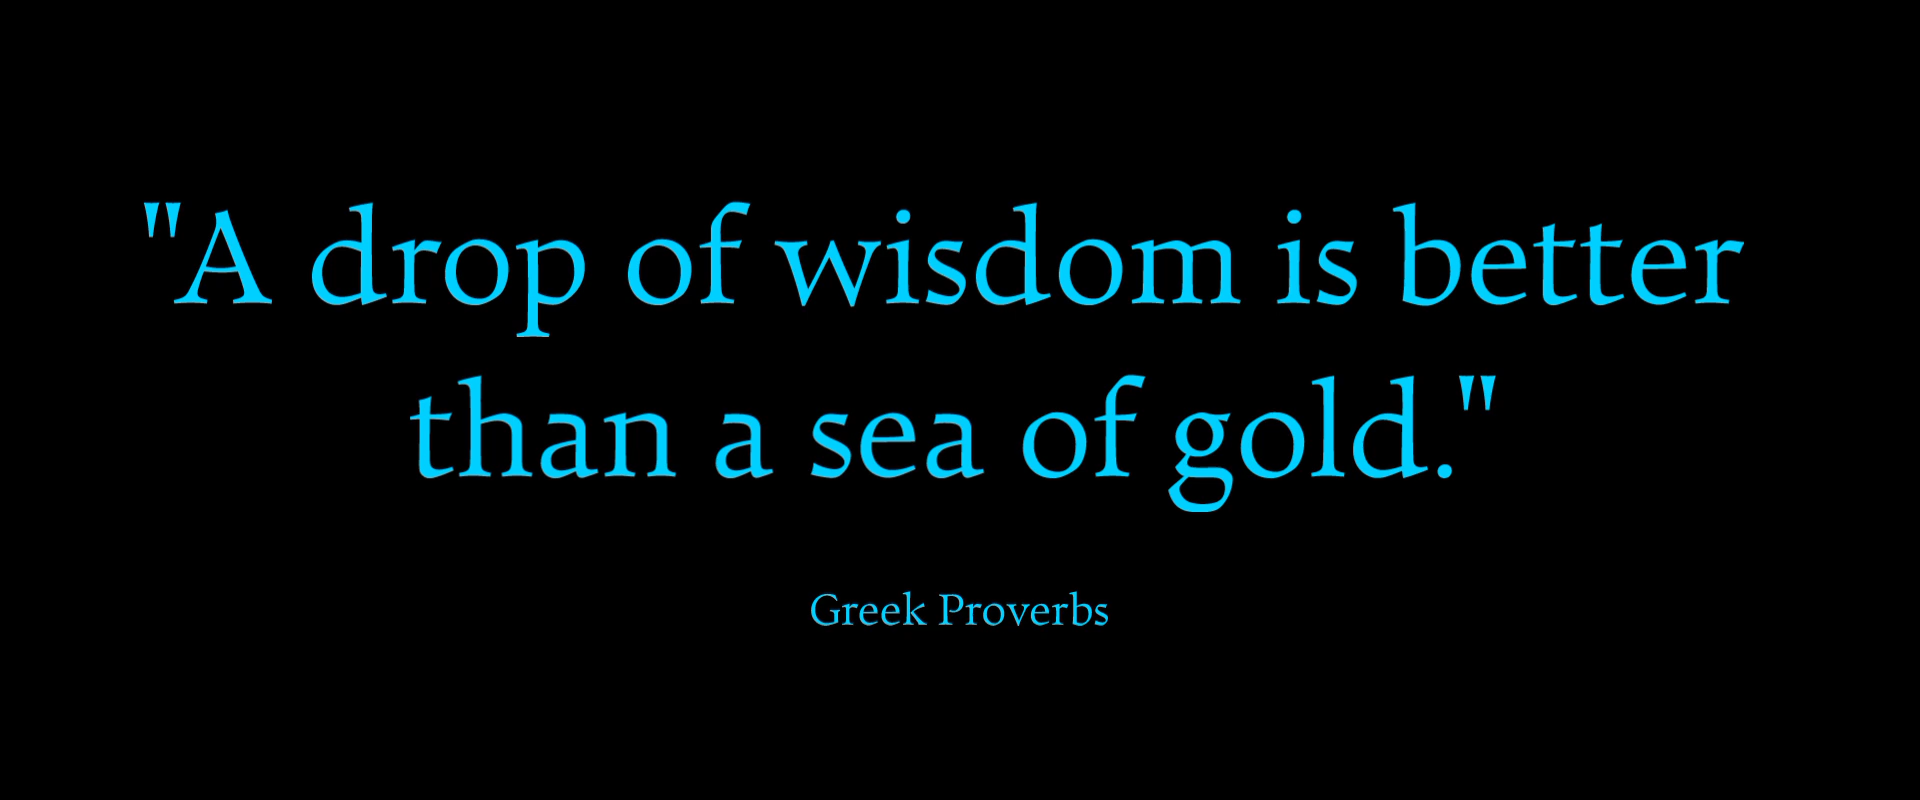 "A drop of wisdom is better
than a sea of gold."
Greek Proverbs